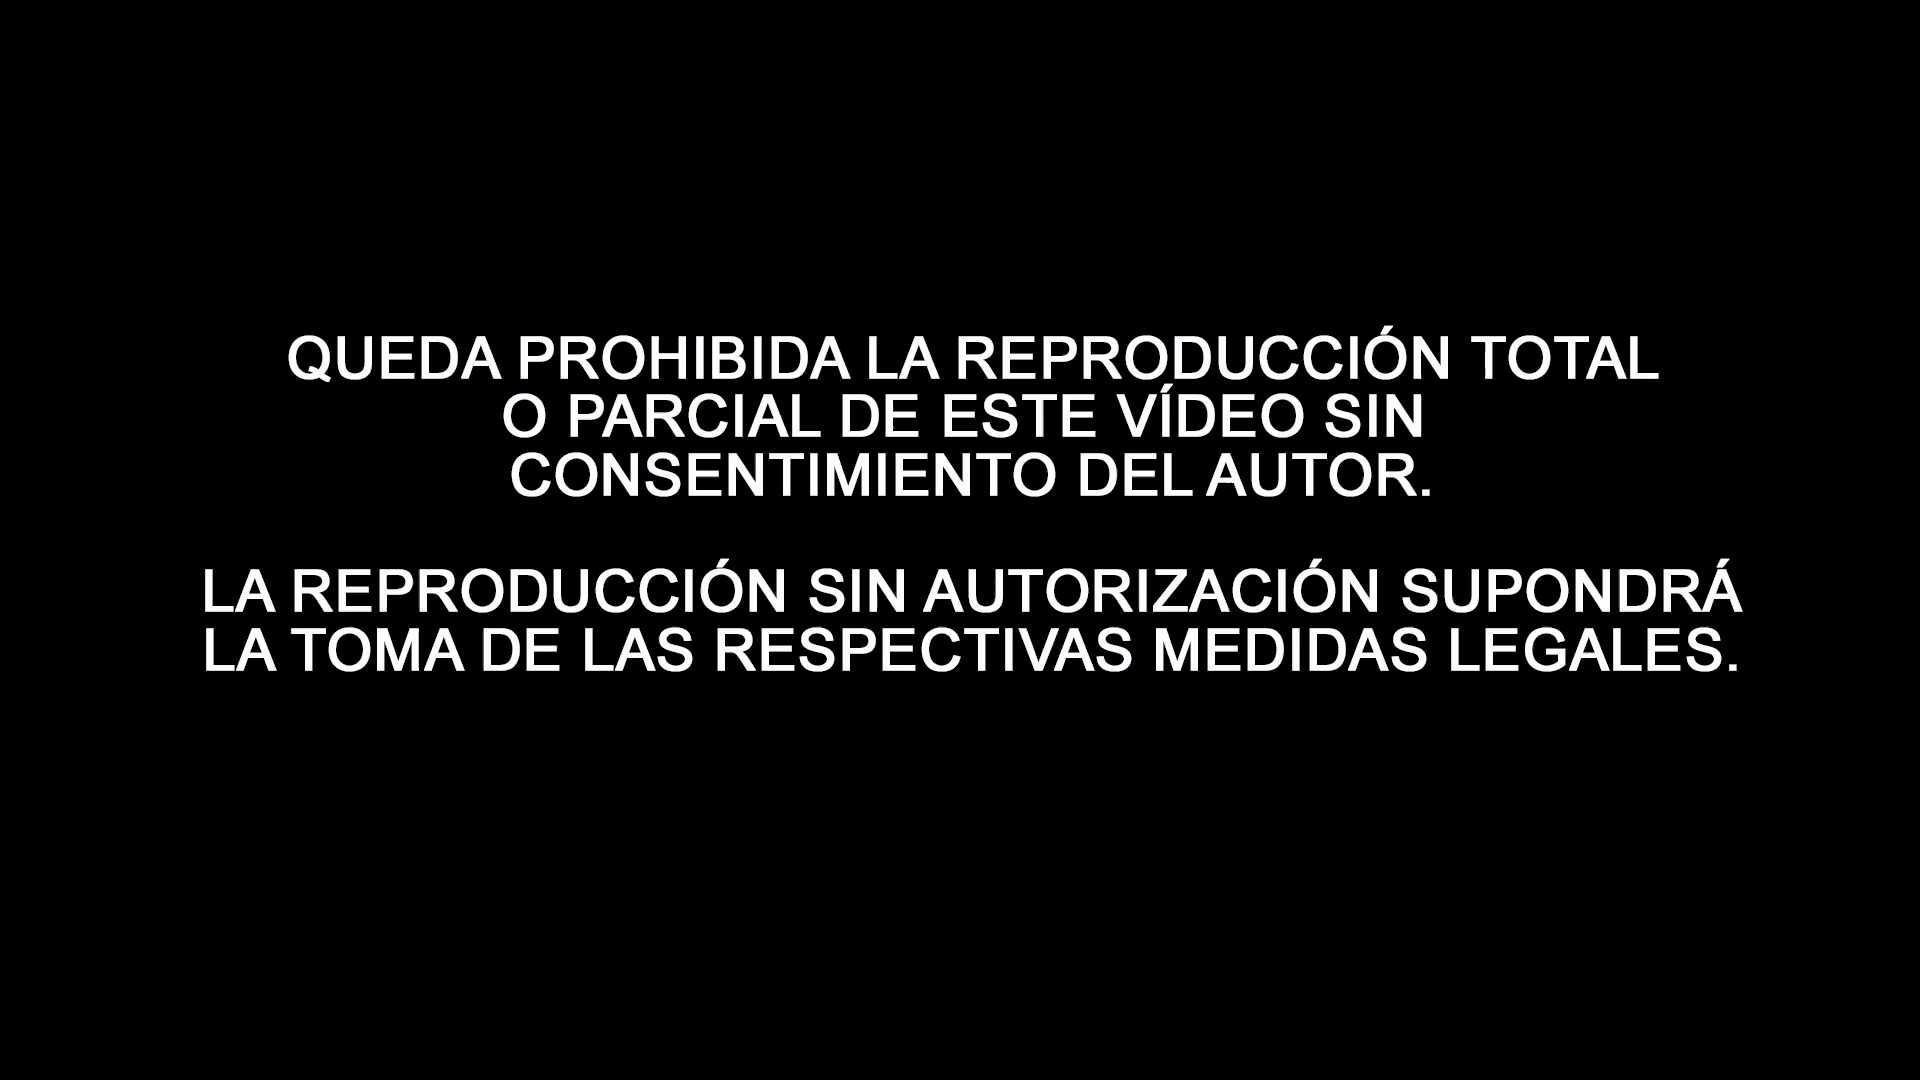 QUEDA PROHIBIDA LA REPRODUCCIÓN TOTAL
O PARCIAL DE ESTE VÍDEO SIN
CONSENTIMIENTO DEL AUTOR.
LA REPRODUCCIÓN SIN AUTORIZACIÓN SUPONDRÁ
LA TOMA DE LAS RESPECTIVAS MEDIDAS LEGALES.